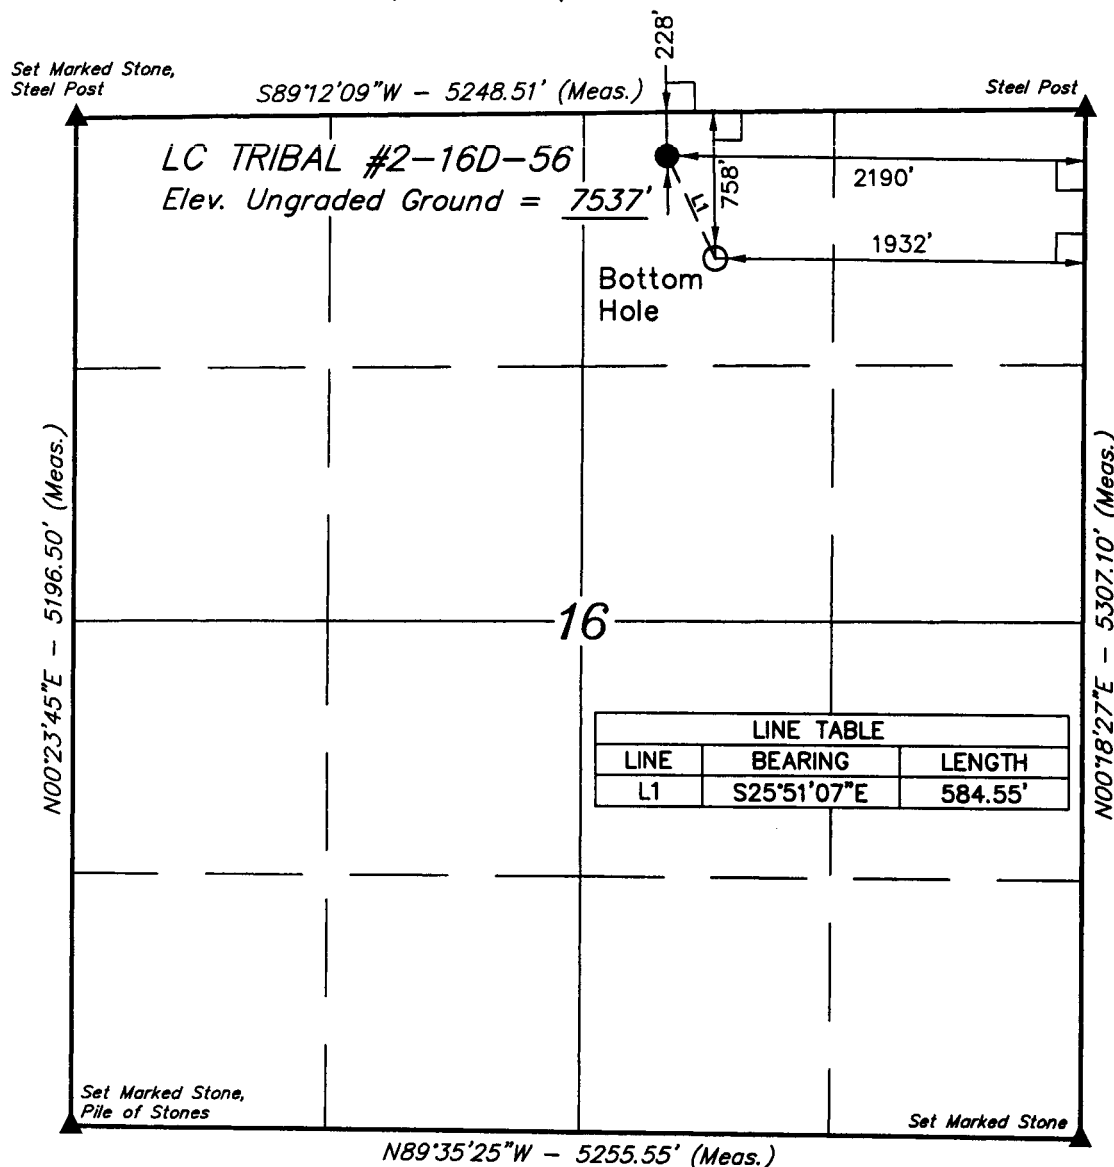 228'
Set Marked Stone,
Steel Post
S89°12'09"W - 5248.51' (Meas.)
Steel Post
LC TRIBAL #2-16D-56
Elev. Ungraded Ground = 7537'
758'
2190'
L1
1932'
Bottom
Hole
N00°23'45"E - 5196.50' (Meas.)
N00°18'27"E - 5307.10' (Meas.)
16
LINE TABLE
LINE BEARING LENGTH
L1 S25°51'07"E 584.55'
Set Marked Stone,
Pile of Stones
Set Marked Stone
N89°35'25"W - 5255.55' (Meas.)